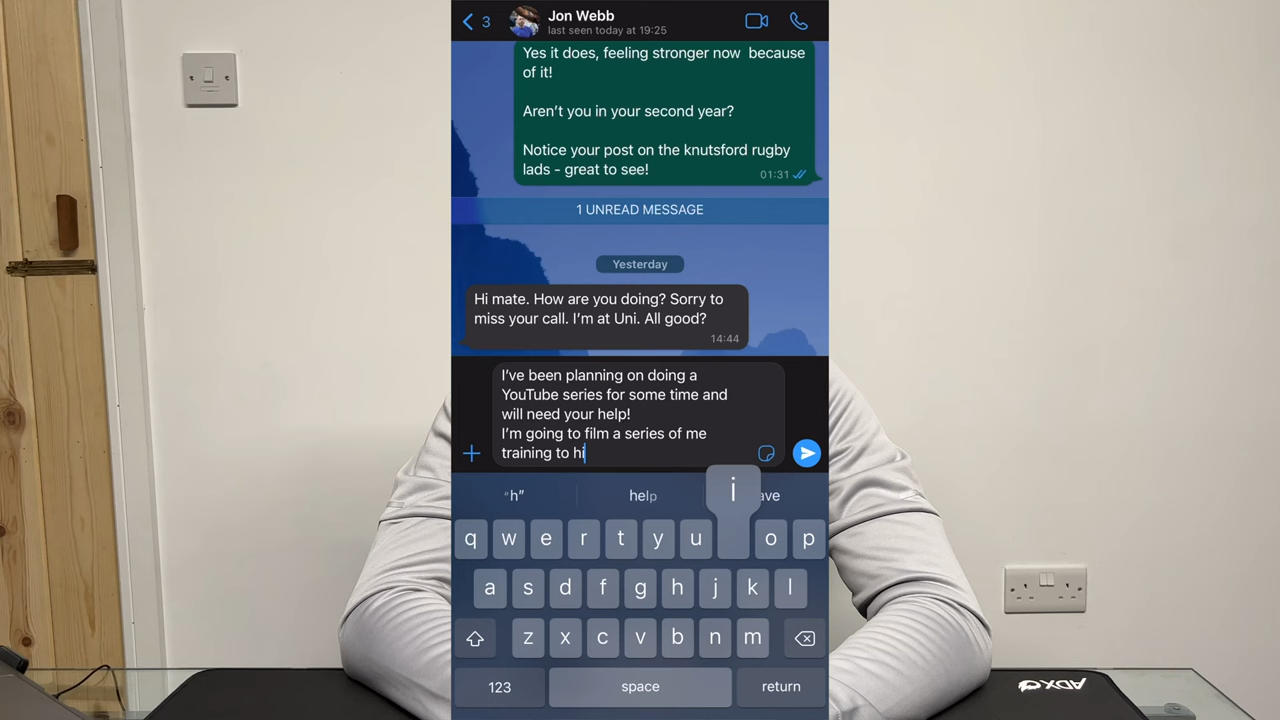 3
Jon Webb
last seen today at 19:25
Yes it does, feeling stronger now because
of it!
Aren't you in your second year?
Notice your post on the knutsford rugby
lads - great to see!
01:31
1 UNREAD MESSAGE
Yesterday
Hi mate. How are you doing? Sorry to
miss your call. I'm at Uni. All good?
14:44
I've been planning on doing a
YouTube series for some time and
will need your help!
I'm going to film a series of me
training to hi
"h" help ave
i
q w e r t y u o p
a s d f g h j k l
z x c v b n m
123 space return
ADXO